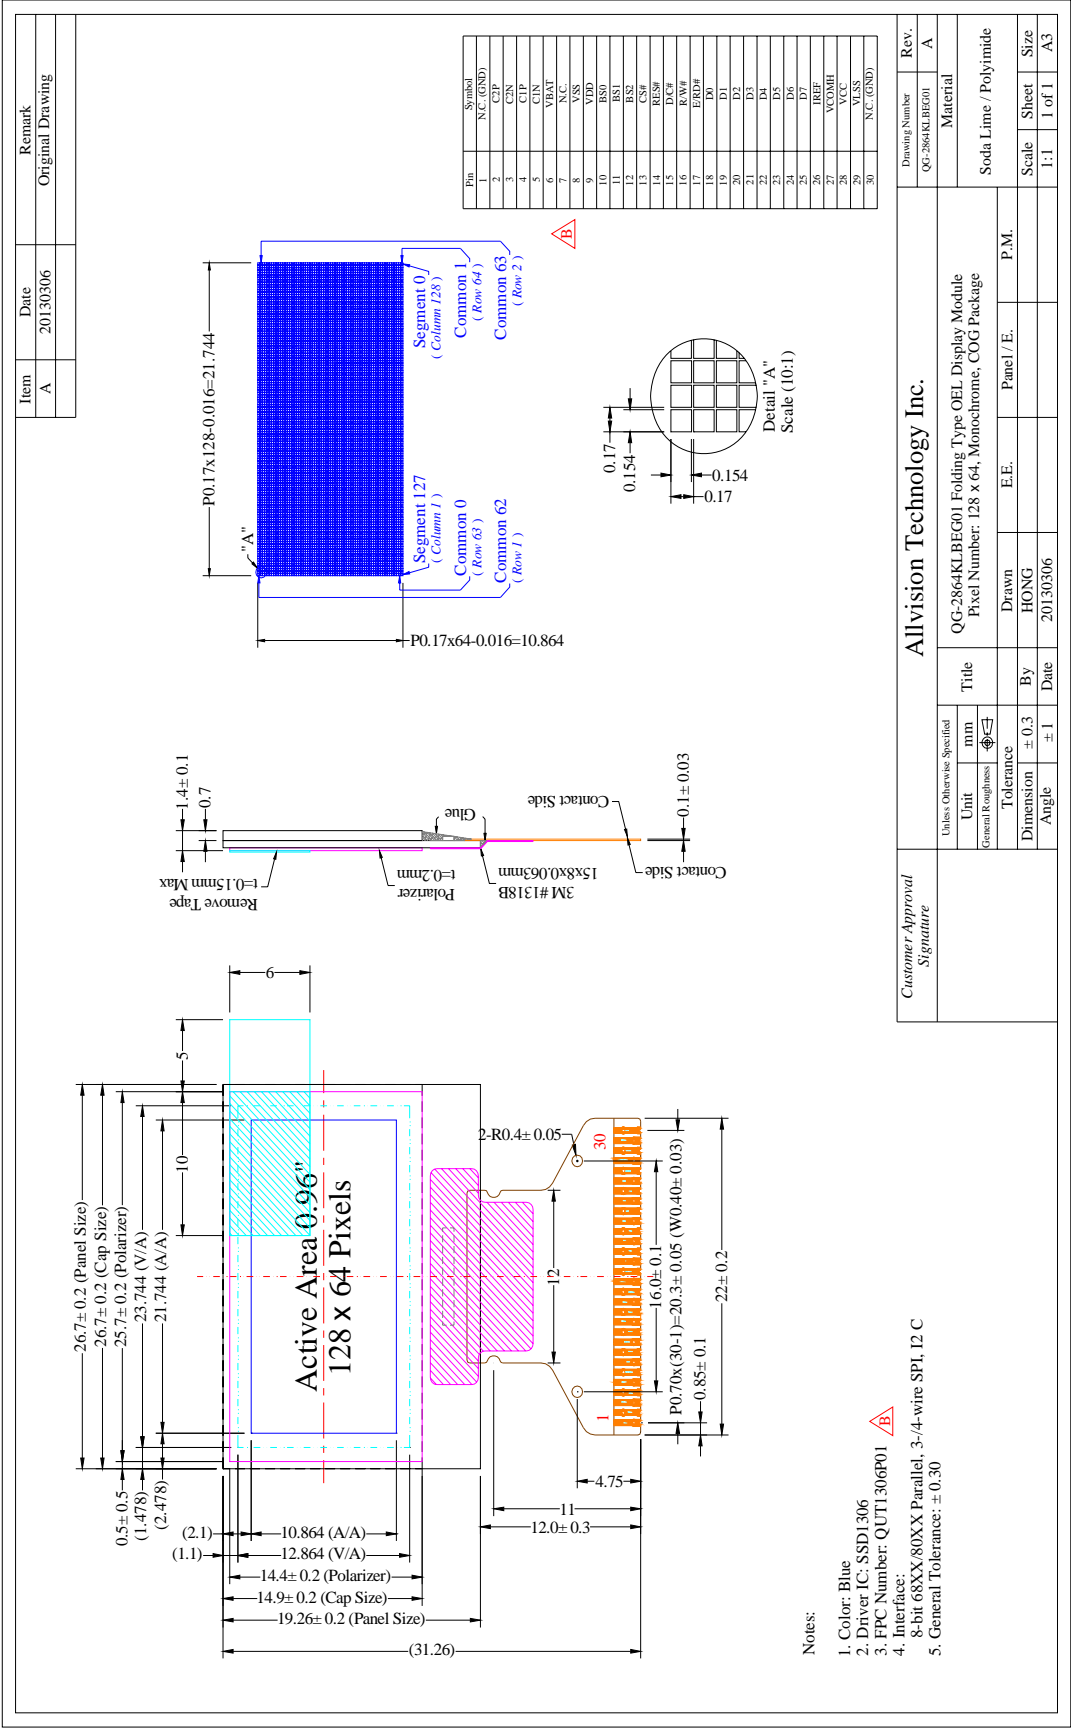 Item Date Remark
A 20130306 Original Drawing
26.7± 0.2 (Panel Size)
26.7± 0.2 (Cap Size)
25.7± 0.2 (Polarizer)
23.744 (V/A)
21.744 (A/A)
0.5± 0.5
(1.478)
(2.478)
10
5
6
Active Area 0.96"
128 x 64 Pixels
(2.1)
10.864 (A/A)
(1.1)
12.864 (V/A)
14.4± 0.2 (Polarizer)
14.9± 0.2 (Cap Size)
19.26± 0.2 (Panel Size)
(31.26)
2-R0.4± 0.05
12
4.75
11
12.0± 0.3
1
30
16.0± 0.1
P0.70x(30-1)=20.3± 0.05 (W0.40± 0.03)
0.85± 0.1
22± 0.2
1.4± 0.1
0.7
Remove Tape
t=0.15mm Max
Polarizer
t=0.2mm
3M #1318B
15x8x0.063mm
Glue
Contact Side
Contact Side
0.1± 0.03
P0.17x128-0.016=21.744
"A"
P0.17x64-0.016=10.864
Segment 127
( Column 1 )
Common 0
( Row 63 )
Common 62
( Row 1 )
Segment 0
( Column 128 )
Common 1
( Row 64 )
Common 63
( Row 2 )
0.17
0.154
0.154
0.17
Detail "A"
Scale (10:1)
B
Pin Symbol
1 N.C. (GND)
2 C2P
3 C2N
4 C1P
5 C1N
6 VBAT
7 N.C.
8 VSS
9 VDD
10 BS0
11 BS1
12 BS2
13 CS#
14 RES#
15 D/C#
16 R/W#
17 E/RD#
18 D0
19 D1
20 D2
21 D3
22 D4
23 D5
24 D6
25 D7
26 IREF
27 VCOMH
28 VCC
29 VLSS
30 N.C. (GND)
Notes:
1. Color: Blue
2. Driver IC: SSD1306
3. FPC Number: QUT1306P01 B
4. Interface:
8-bit 68XX/80XX Parallel, 3-/4-wire SPI, I2 C
5. General Tolerance: ± 0.30
Customer Approval
Signature
Allvision Technology Inc.
Drawing Number Rev.
QG-2864KLBEG01 A
Unless Otherwise Specified
Unit mm
General Roughness
Tolerance
Dimension ± 0.3
Angle ± 1
Title
QG-2864KLBEG01 Folding Type OEL Display Module
Pixel Number: 128 x 64, Monochrome, COG Package
Material
Soda Lime / Polyimide
Drawn E.E. Panel / E. P.M.
By HONG
Date 20130306
Scale Sheet Size
1:1 1 of 1 A3